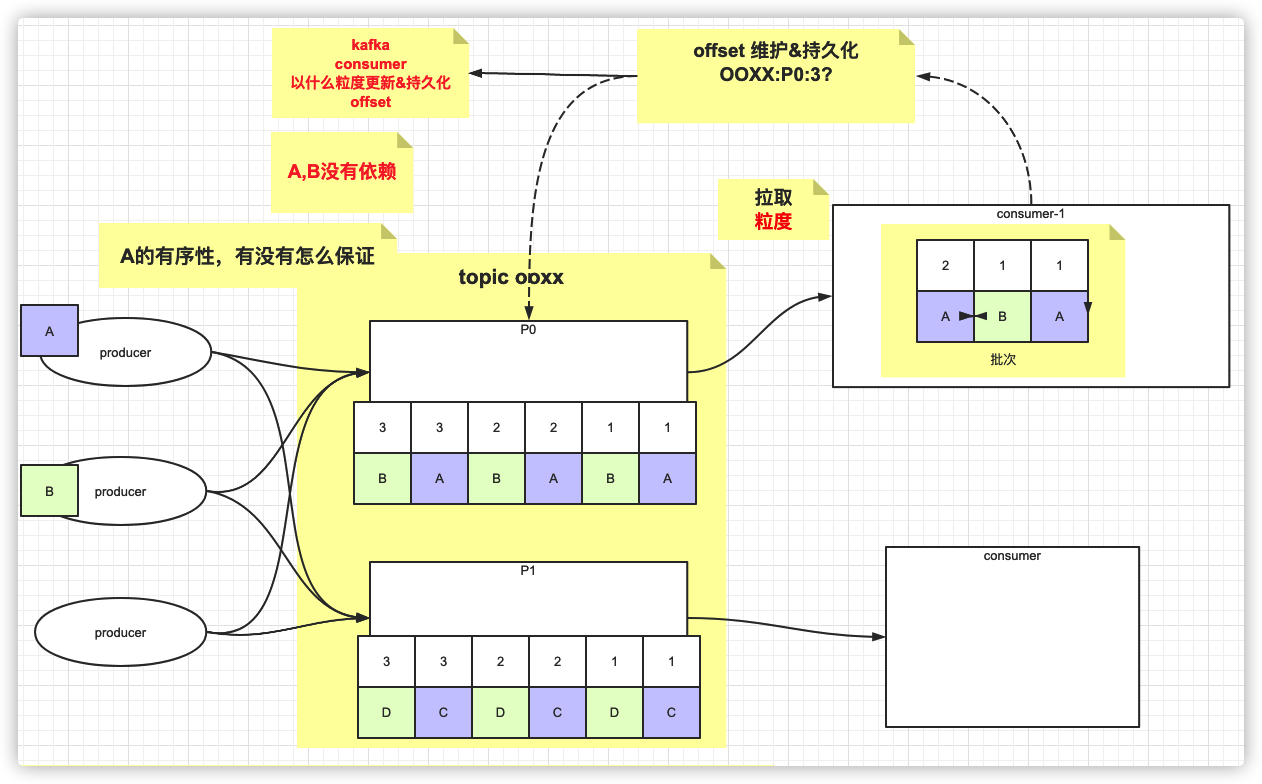 kafka
consumer
以什么粒度更新&持久化
offset
offset 维护&持久化
OOXX:P0:3?
A,B没有依赖
拉取
粒度
consumer-1
2 1 1
A B A
批次
A的有序性，有没有怎么保证
topic ooxx
A
producer
P0
3 3 2 2 1 1
B A B A B A
B
producer
producer
P1
3 3 2 2 1 1
D C D C D C
consumer